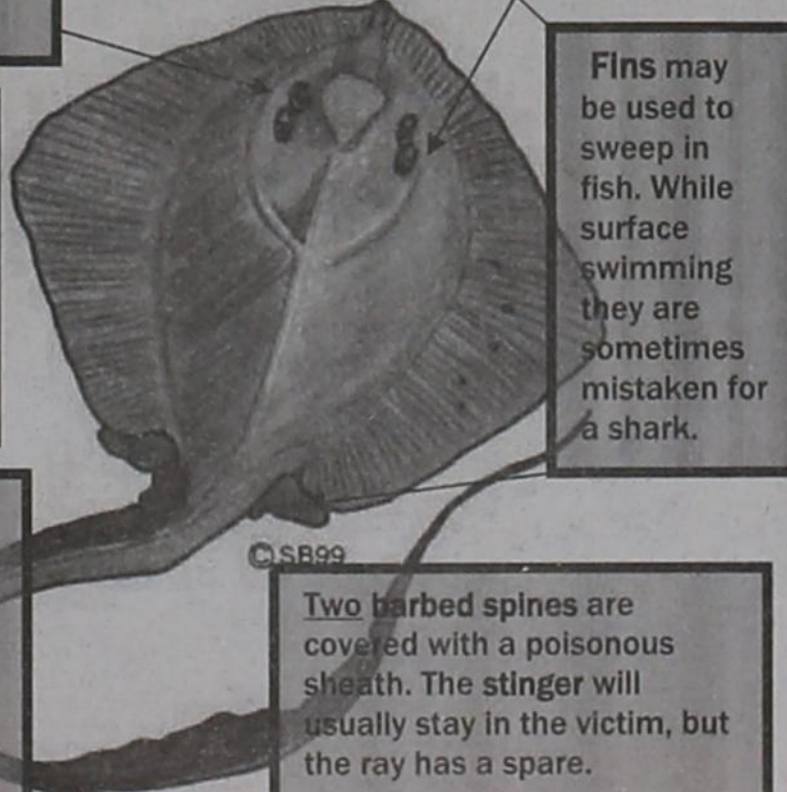 Fins may
be used to
sweep in
fish. While
surface
swimming
they are
sometimes
mistaken for
a shark.
©SB99
Two barbed spines are
covered with a poisonous
sheath. The stinger will
usually stay in the victim, but
the ray has a spare.